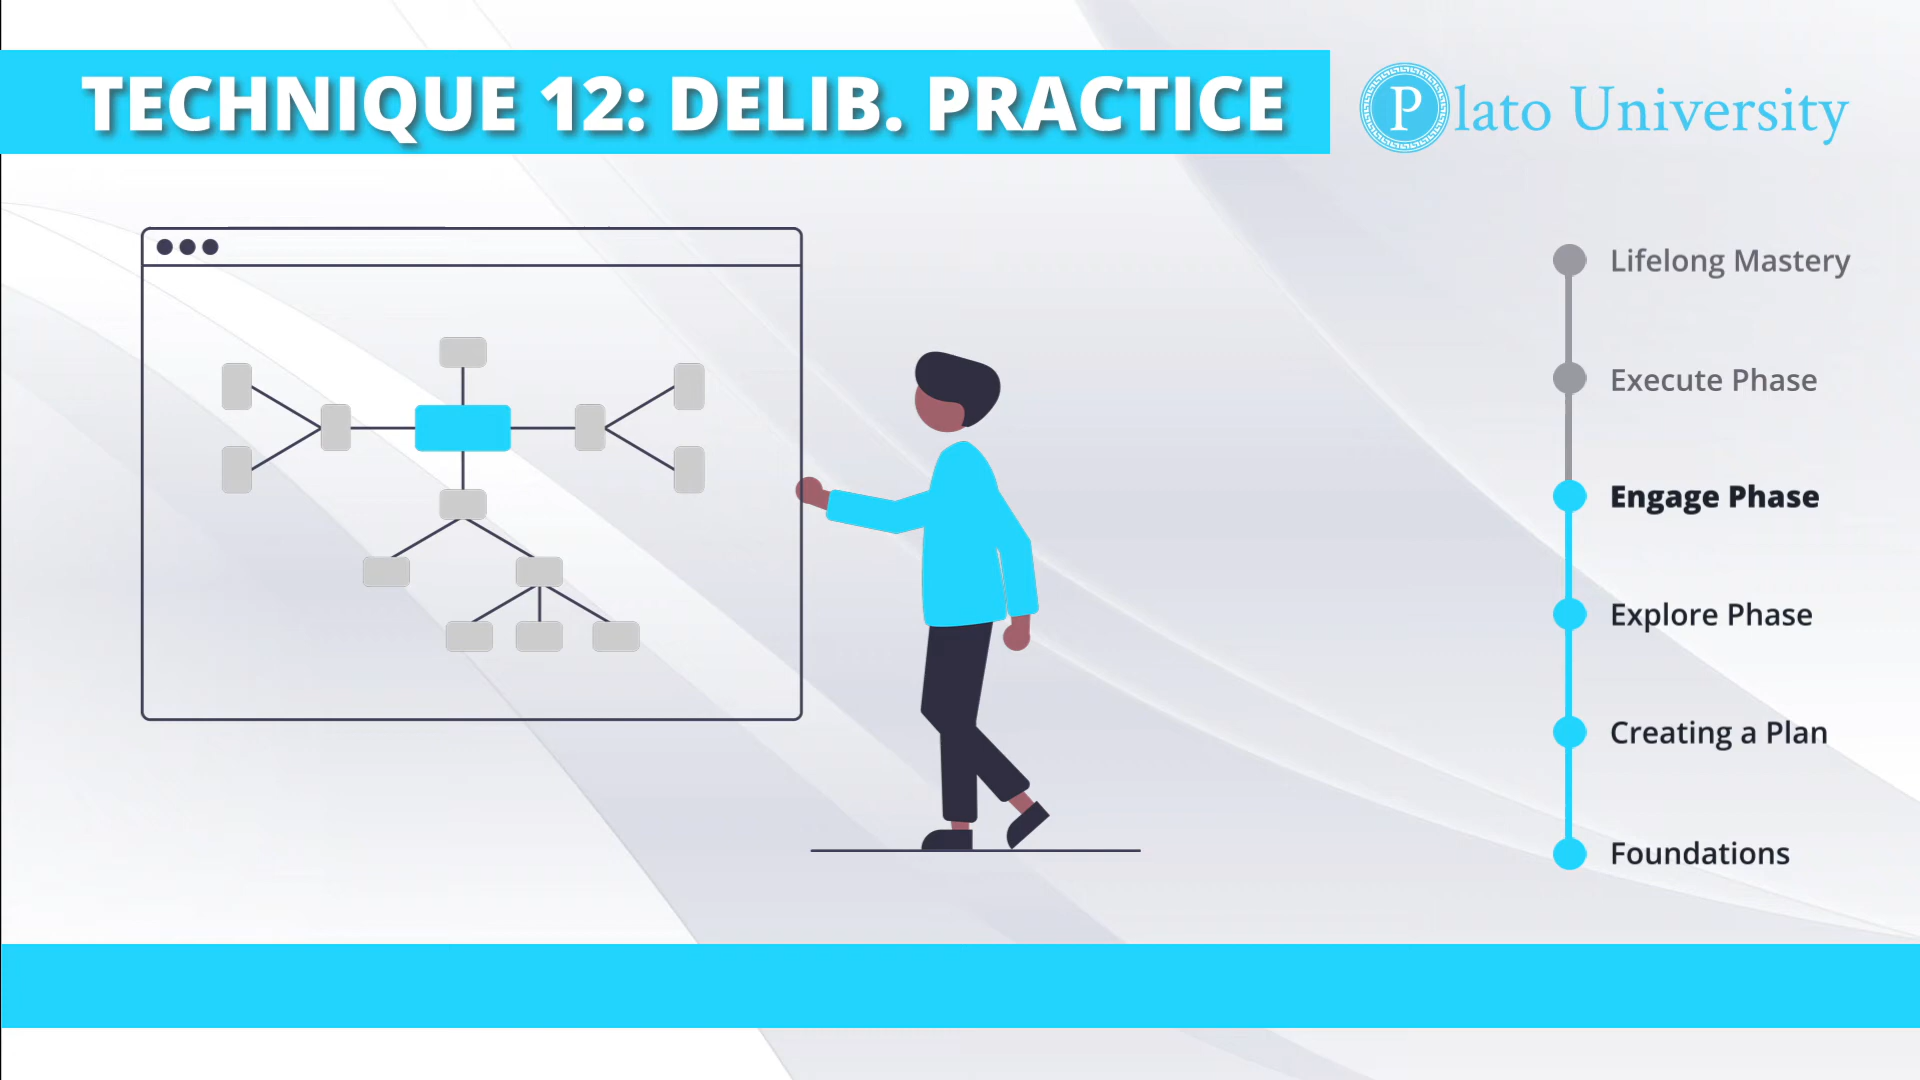 TECHNIQUE 12: DELIB. PRACTICE
Plato University
Lifelong Mastery
Execute Phase
Engage Phase
Explore Phase
Creating a Plan
Foundations